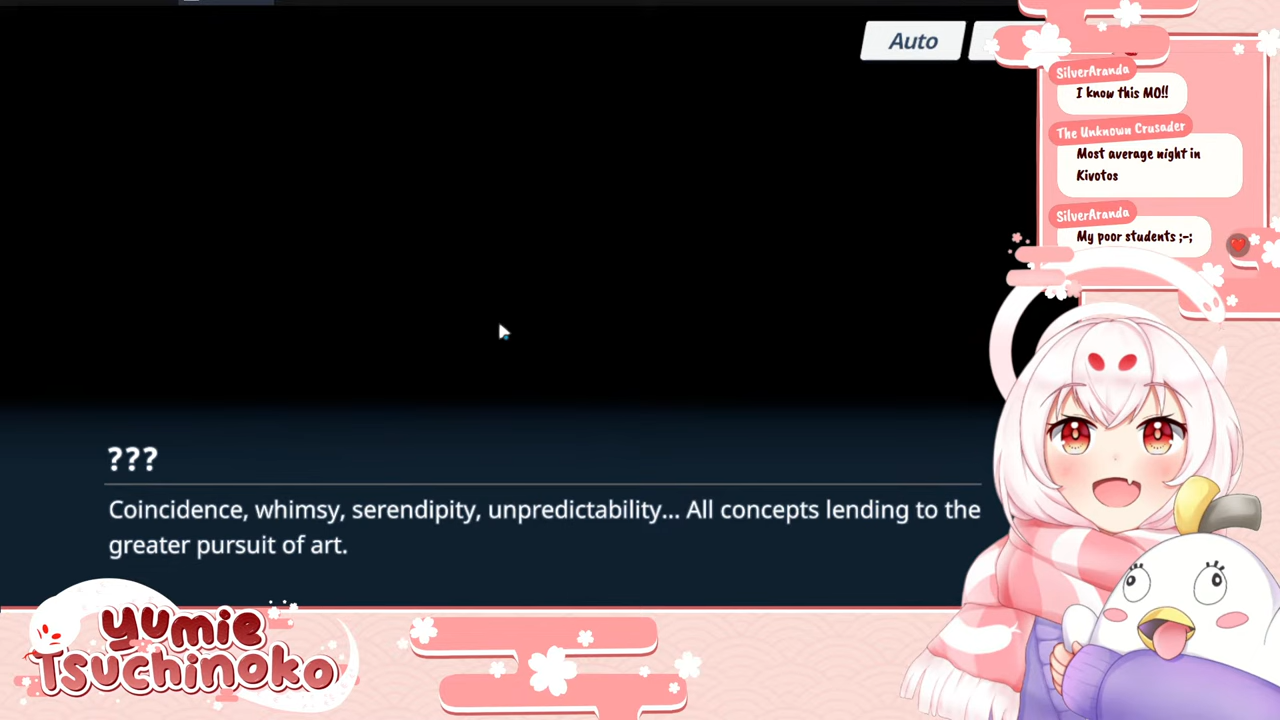 Auto
SilverAranda
I know this MO!!
The Unknown Crusader
Most average night in
Kivotos
SilverAranda
My poor students ;-;
???
Coincidence, whimsy, serendipity, unpredictability... All concepts lending to the
greater pursuit of art.
yumie
Tsuchinoko